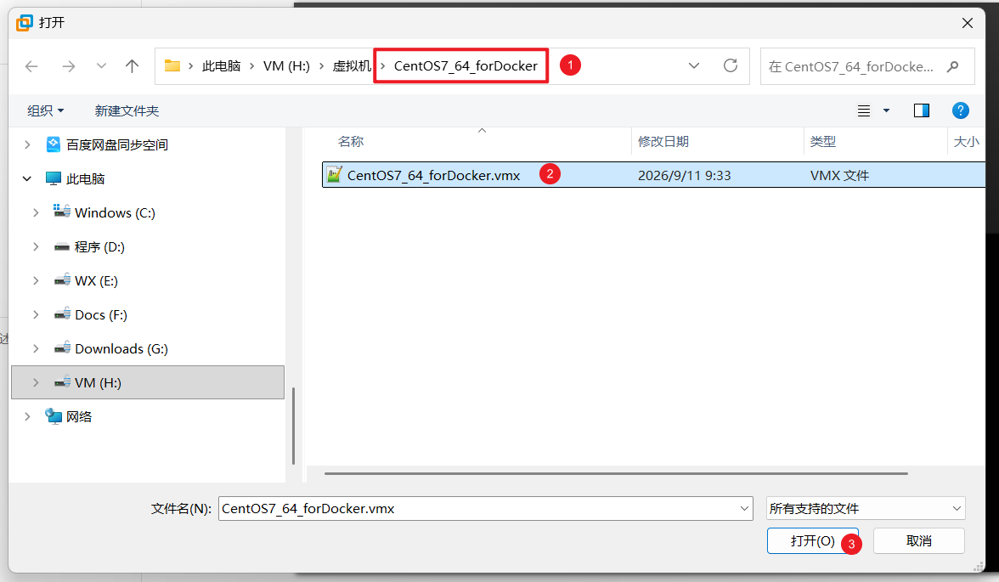 打开
此电脑 › VM (H:) › 虚拟机 › CentOS7_64_forDocker 1
在 CentOS7_64_forDocke...
组织 新建文件夹
名称 修改日期 类型 大小
百度网盘同步空间
此电脑
Windows (C:)
程序 (D:)
WX (E:)
Docs (F:)
Downloads (G:)
VM (H:)
网络
CentOS7_64_forDocker.vmx 2 2026/9/11 9:33 VMX 文件
述
文件名(N): CentOS7_64_forDocker.vmx 所有支持的文件
打开(O) 3 取消